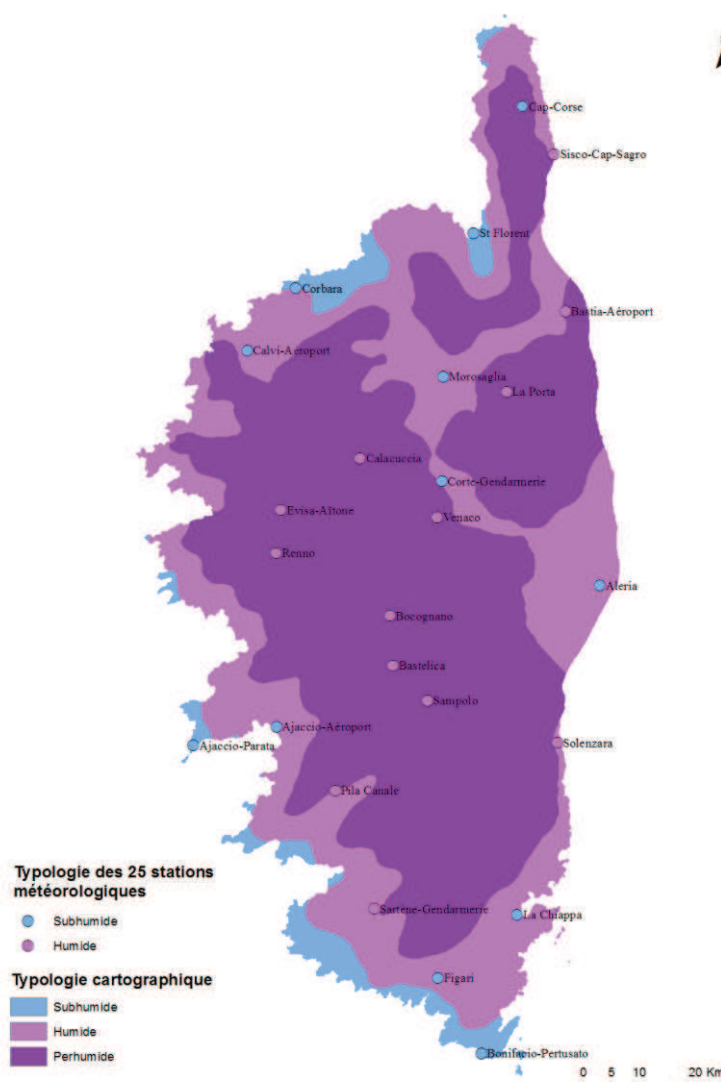 Cap-Corse
Sisco-Cap-Sagro
St Florent
Corbara
Bastia-Aéroport
Calvi-Aéroport
Morosaglia
La Porta
Calacuccia
Corte-Gendarmerie
Evisa-Aïtone
Venaco
Renno
Aleria
Bocognano
Bastelica
Sampolo
Ajaccio-Aéroport
Ajaccio-Parata
Solenzara
Pila Canale
Sartène-Gendarmerie
La Chiappa
Figari
Bonifacio-Pertusato
Typologie des 25 stations
météorologiques
Subhumide
Humide
Typologie cartographique
Subhumide
Humide
Perhumide
0 5 10 20 Km